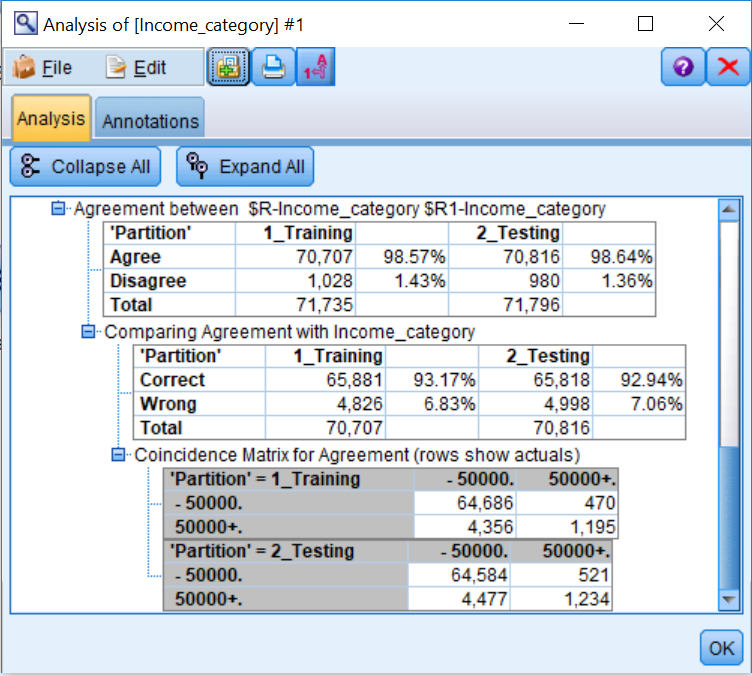 Analysis of [Income_category] #1
File Edit
Analysis Annotations
Collapse All Expand All
Agreement between $R-Income_category $R1-Income_category
'Partition' 1_Training 2_Testing
Agree 70,707 98.57% 70,816 98.64%
Disagree 1,028 1.43% 980 1.36%
Total 71,735 71,796
Comparing Agreement with Income_category
'Partition' 1_Training 2_Testing
Correct 65,881 93.17% 65,818 92.94%
Wrong 4,826 6.83% 4,998 7.06%
Total 70,707 70,816
Coincidence Matrix for Agreement (rows show actuals)
'Partition' = 1_Training - 50000. 50000+.
- 50000. 64,686 470
50000+. 4,356 1,195
'Partition' = 2_Testing - 50000. 50000+.
- 50000. 64,584 521
50000+. 4,477 1,234
OK